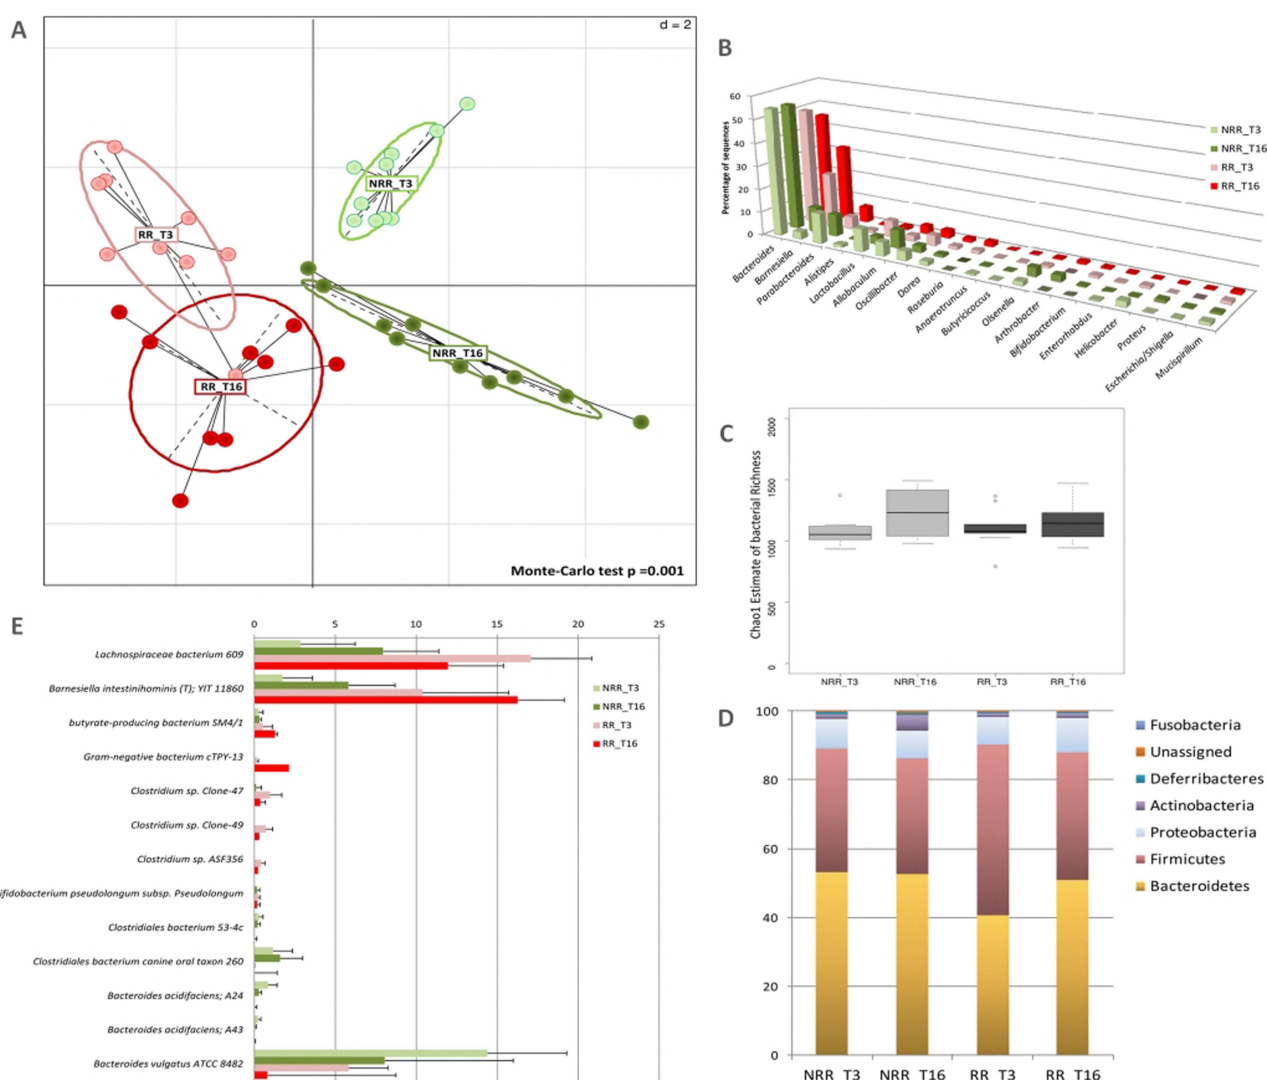 A
d = 2
NRR_T3
RR_T3
NRR_T16
RR_T16
Monte-Carlo test p =0.001
B
Percentage of sequences
60
50
40
30
20
10
0
Bacteroides
Barnesiella
Parabacteroides
Alistipes
Lactobacillus
Allobaculum
Oscillibacter
Dorea
Roseburia
Anaerotruncus
Butyricicoccus
Olsenella
Arthrobacter
Bifidobacterium
Enterorhabdus
Helicobacter
Proteus
Escherichia/Shigella
Mucispirillum
NRR_T3
NRR_T16
RR_T3
RR_T16
C
Chao1 Estimate of bacterial Richness
2000
1500
1000
500
0
NRR_T3 NRR_T16 RR_T3 RR_T16
E
0 5 10 15 20 25
Lachnospiraceae bacterium 609
Barnesiella intestinihominis (T); YIT 11860
butyrate-producing bacterium SM4/1
Gram-negative bacterium cTPY-13
Clostridium sp. Clone-47
Clostridium sp. Clone-49
Clostridium sp. ASF356
ifidobacterium pseudolongum subsp. Pseudolongum
Clostridiales bacterium 53-4c
Clostridiales bacterium canine oral taxon 260
Bacteroides acidifaciens; A24
Bacteroides acidifaciens; A43
Bacteroides vulgatus ATCC 8482
NRR_T3
NRR_T16
RR_T3
RR_T16
D
100
80
60
40
20
0
NRR_T3 NRR_T16 RR_T3 RR_T16
Fusobacteria
Unassigned
Deferribacteres
Actinobacteria
Proteobacteria
Firmicutes
Bacteroidetes